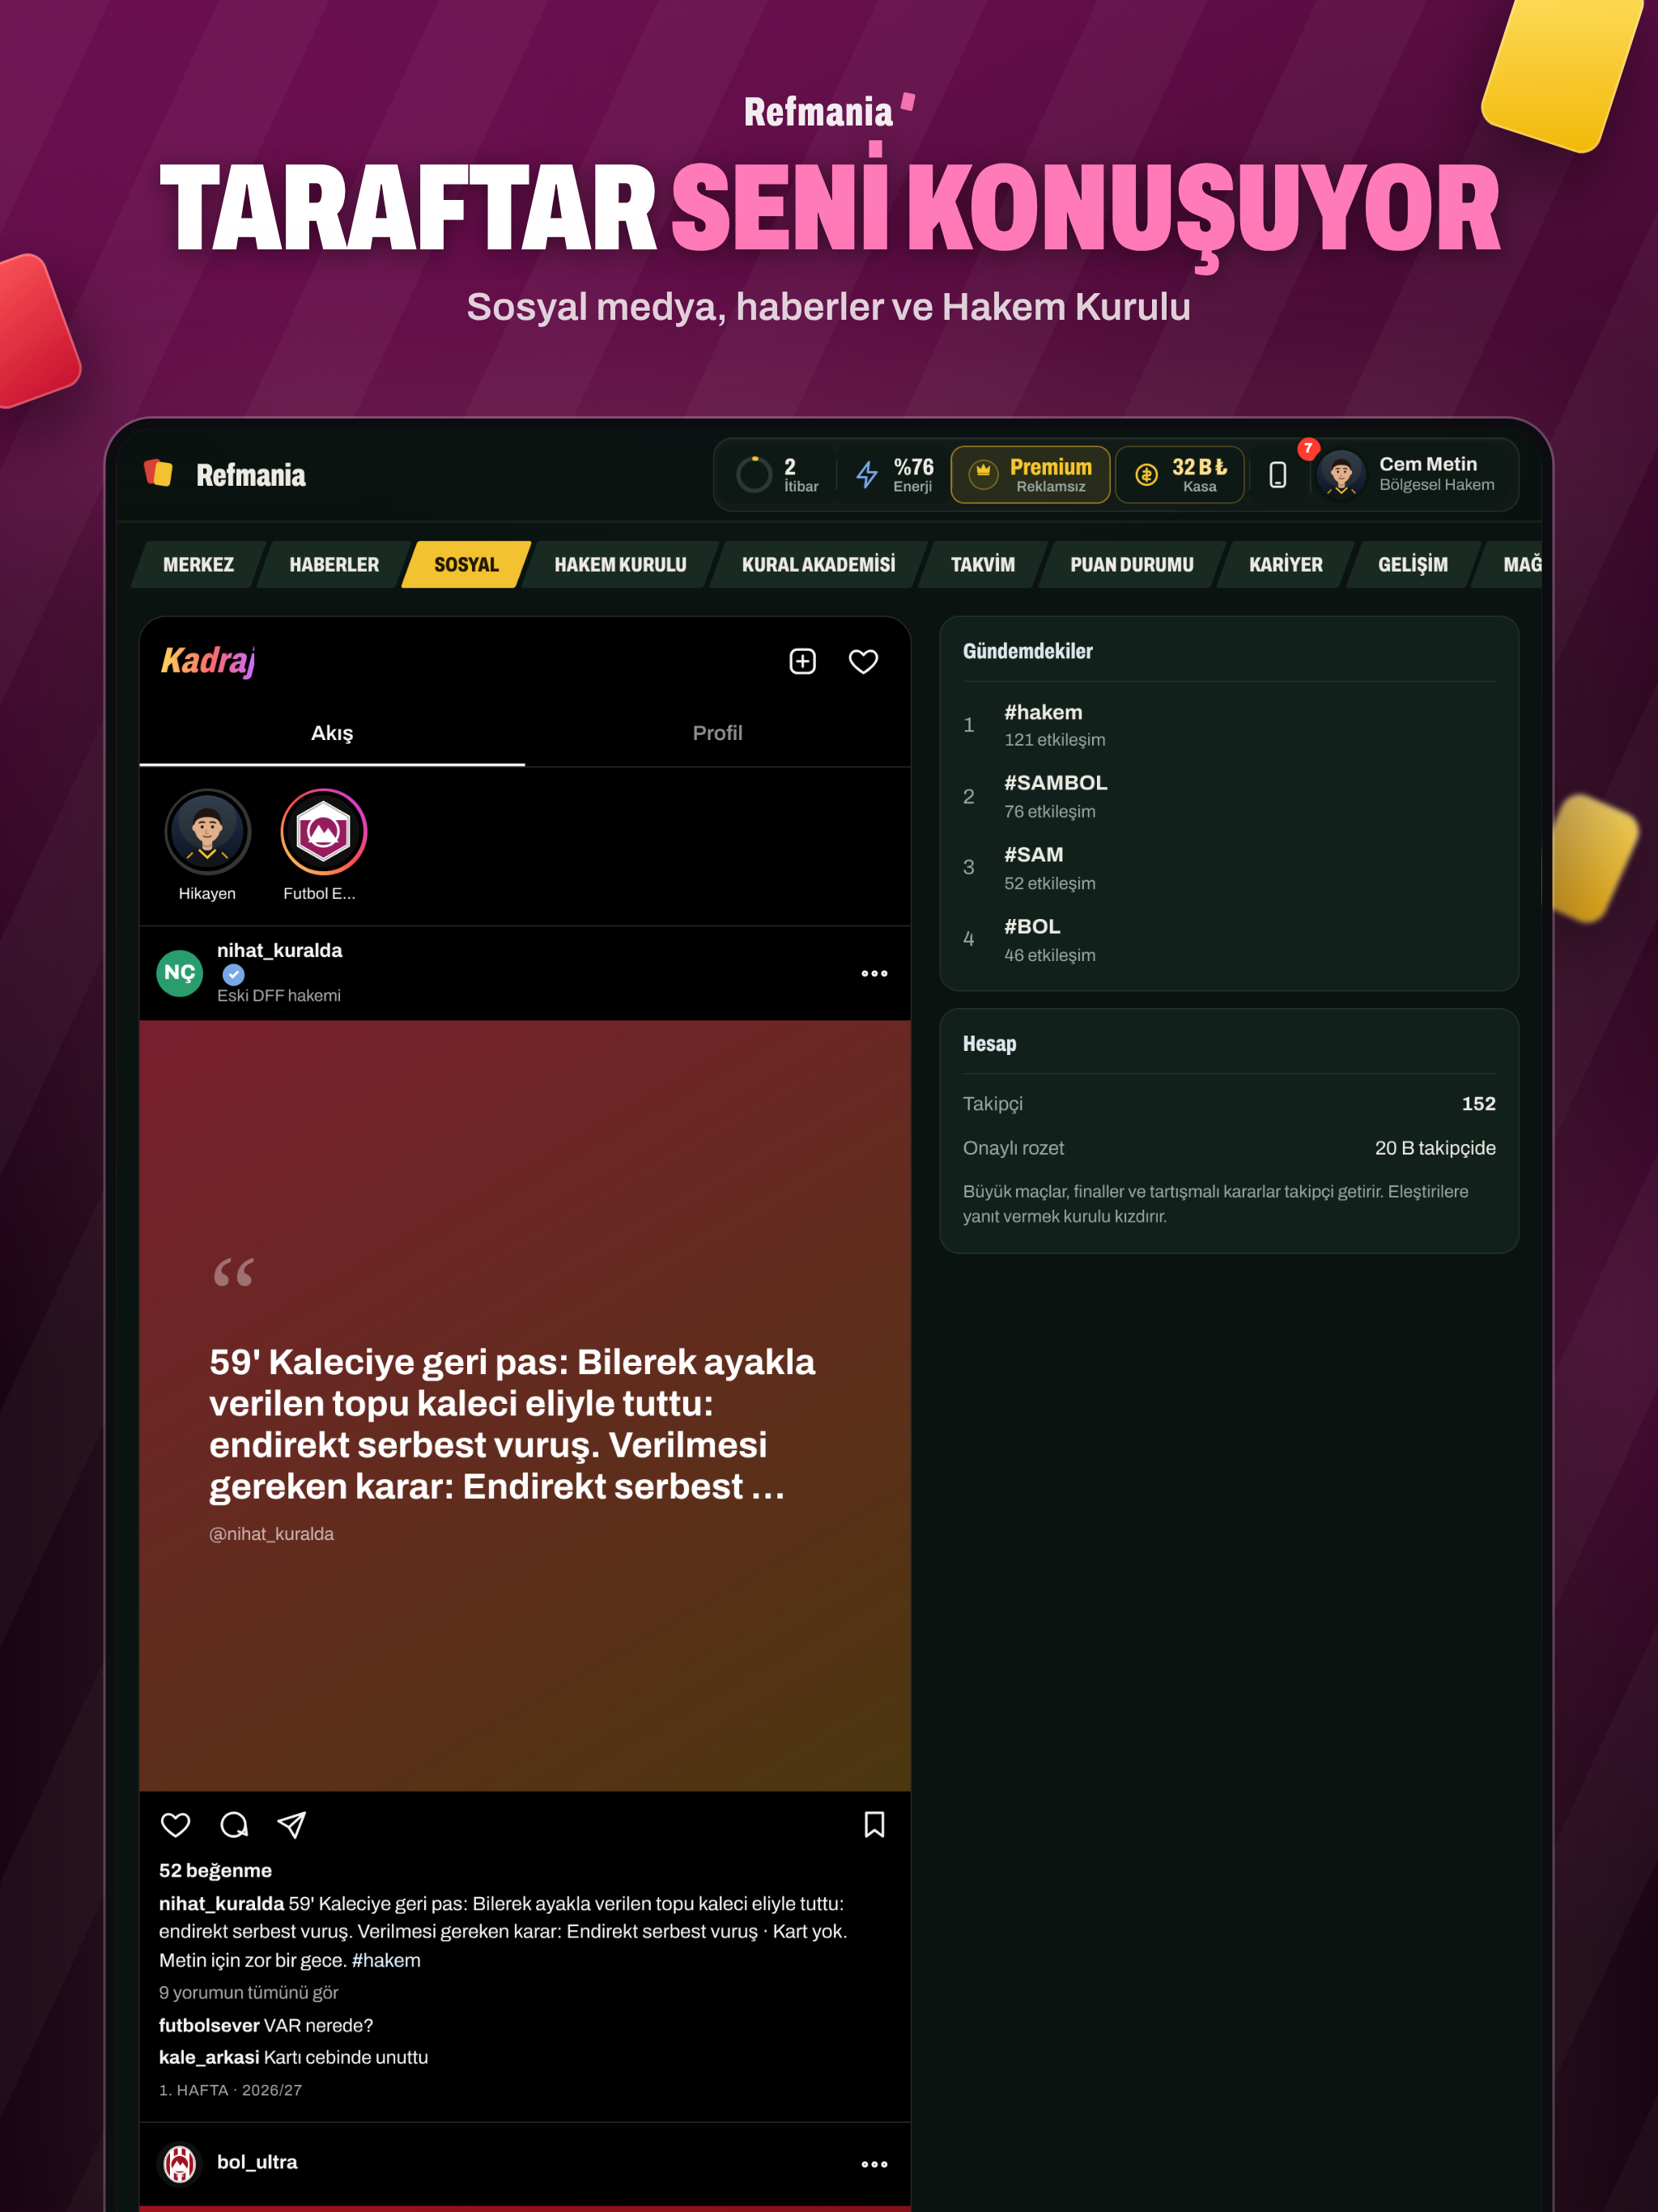 Refmania
TARAFTAR SENİ KONUŞUYOR
Sosyal medya, haberler ve Hakem Kurulu
Refmania
2
İtibar
%76
Enerji
Premium
Reklamsız
32 B ₺
Kasa
7
Cem Metin
Bölgesel Hakem
MERKEZ
HABERLER
SOSYAL
HAKEM KURULU
KURAL AKADEMİSİ
TAKVİM
PUAN DURUMU
KARİYER
GELİŞİM
MAĞ
Kadraj
Akış
Profil
Hikayen
Futbol E...
NÇ
nihat_kuralda
Eski DFF hakemi
“
59' Kaleciye geri pas: Bilerek ayakla
verilen topu kaleci eliyle tuttu:
endirekt serbest vuruş. Verilmesi
gereken karar: Endirekt serbest ...
@nihat_kuralda
52 beğenme
nihat_kuralda 59' Kaleciye geri pas: Bilerek ayakla verilen topu kaleci eliyle tuttu:
endirekt serbest vuruş. Verilmesi gereken karar: Endirekt serbest vuruş · Kart yok.
Metin için zor bir gece. #hakem
9 yorumun tümünü gör
futbolsever VAR nerede?
kale_arkasi Kartı cebinde unuttu
1. HAFTA · 2026/27
bol_ultra
Gündemdekiler
1
#hakem
121 etkileşim
2
#SAMBOL
76 etkileşim
3
#SAM
52 etkileşim
4
#BOL
46 etkileşim
Hesap
Takipçi 152
Onaylı rozet 20 B takipçide
Büyük maçlar, finaller ve tartışmalı kararlar takipçi getirir. Eleştirilere
yanıt vermek kurulu kızdırır.